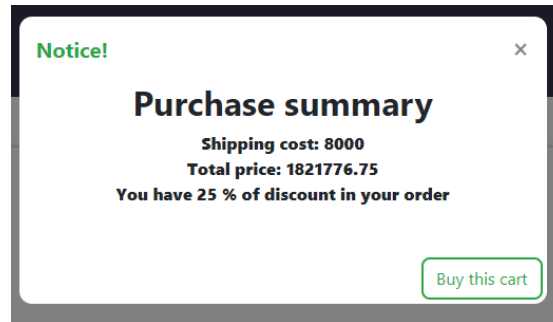 Notice!
×
Purchase summary
Shipping cost: 8000
Total price: 1821776.75
You have 25 % of discount in your order
Buy this cart